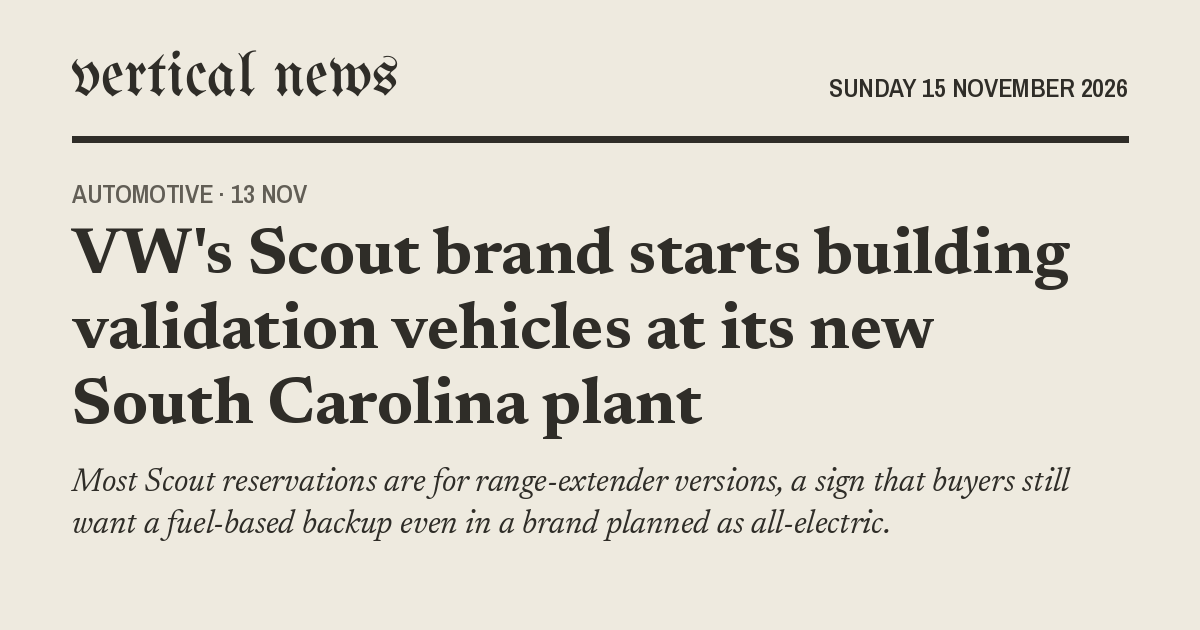 vertical news
SUNDAY 15 NOVEMBER 2026
AUTOMOTIVE · 13 NOV
VW's Scout brand starts building
validation vehicles at its new
South Carolina plant
Most Scout reservations are for range-extender versions, a sign that buyers still
want a fuel-based backup even in a brand planned as all-electric.